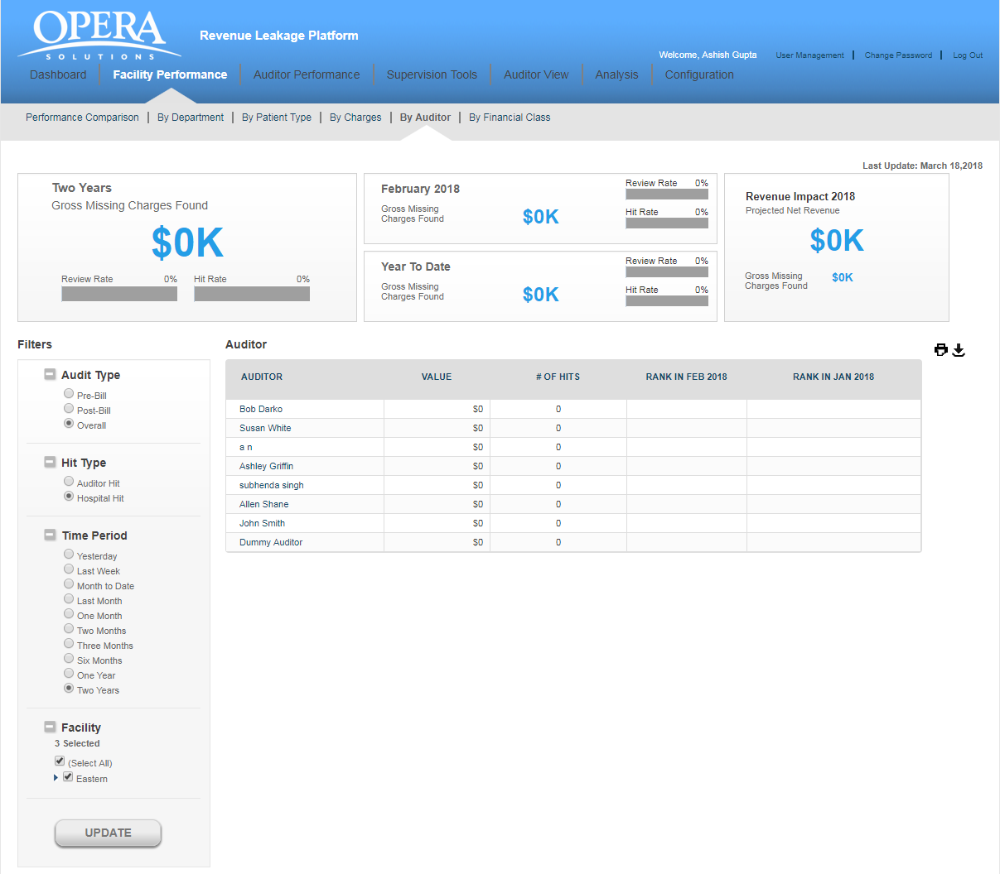 OPERA
SOLUTIONS
Revenue Leakage Platform
Welcome, Ashish Gupta
User Management | Change Password | Log Out
Dashboard
Facility Performance
Auditor Performance
Supervision Tools
Auditor View
Analysis
Configuration
Performance Comparison | By Department | By Patient Type | By Charges | By Auditor | By Financial Class
Last Update: March 18,2018
Two Years
Gross Missing Charges Found
$0K
Review Rate 0%
Hit Rate 0%
February 2018
Gross Missing
Charges Found
$0K
Review Rate 0%
Hit Rate 0%
Year To Date
Gross Missing
Charges Found
$0K
Review Rate 0%
Hit Rate 0%
Revenue Impact 2018
Projected Net Revenue
$0K
Gross Missing
Charges Found
$0K
Filters
Audit Type
Pre-Bill
Post-Bill
Overall
Hit Type
Auditor Hit
Hospital Hit
Time Period
Yesterday
Last Week
Month to Date
Last Month
One Month
Two Months
Three Months
Six Months
One Year
Two Years
Facility
3 Selected
(Select All)
Eastern
UPDATE
Auditor
AUDITOR VALUE # OF HITS RANK IN FEB 2018 RANK IN JAN 2018
Bob Darko $0 0
Susan White $0 0
a n $0 0
Ashley Griffin $0 0
subhenda singh $0 0
Allen Shane $0 0
John Smith $0 0
Dummy Auditor $0 0